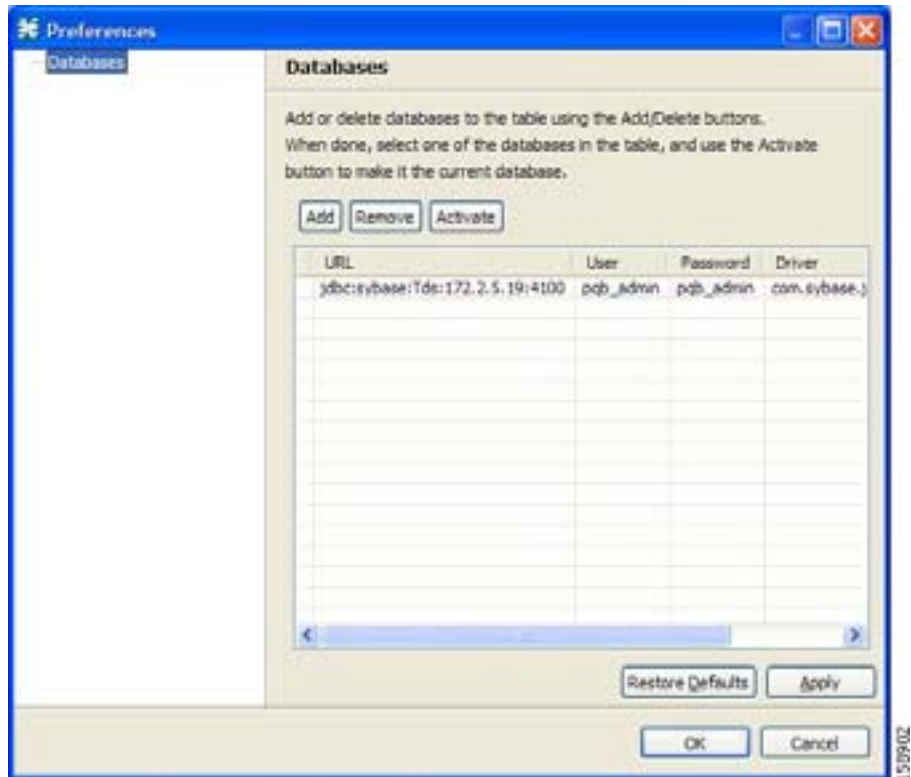 Preferences
Databases
Databases
Add or delete databases to the table using the Add/Delete buttons.
When done, select one of the databases in the table, and use the Activate
button to make it the current database.
Add Remove Activate
URL User Password Driver
jdbc:sybase:Tds:172.2.5.19:4100 pqb_admin pqb_admin com.sybase.j
Restore Defaults Apply
OK Cancel
158902